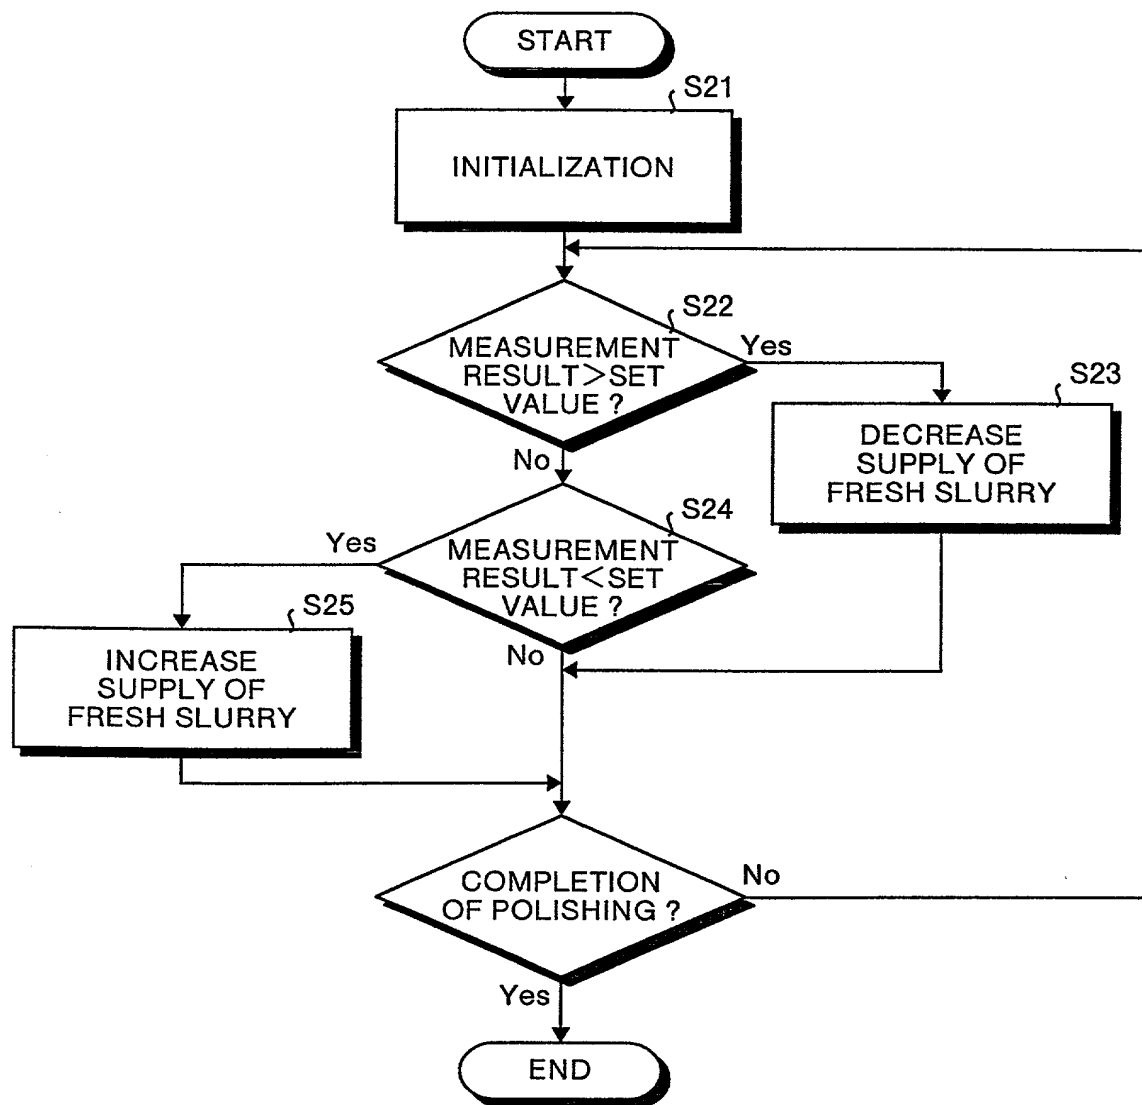 START
S21
INITIALIZATION
S22
MEASUREMENT
RESULT>SET
VALUE ?
Yes
No
S23
DECREASE
SUPPLY OF
FRESH SLURRY
S24
MEASUREMENT
RESULT<SET
VALUE ?
Yes
No
S25
INCREASE
SUPPLY OF
FRESH SLURRY
COMPLETION
OF POLISHING ?
No
Yes
END